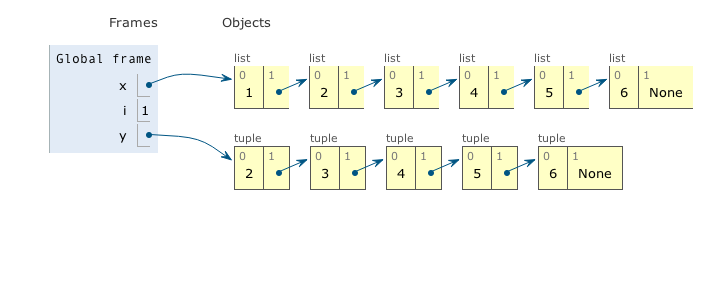 Frames Objects
Global frame
x
i 1
y
list list list list list list
0 1 0 1 0 1 0 1 0 1 0 1
1 2 3 4 5 6 None
tuple tuple tuple tuple tuple
0 1 0 1 0 1 0 1 0 1
2 3 4 5 6 None